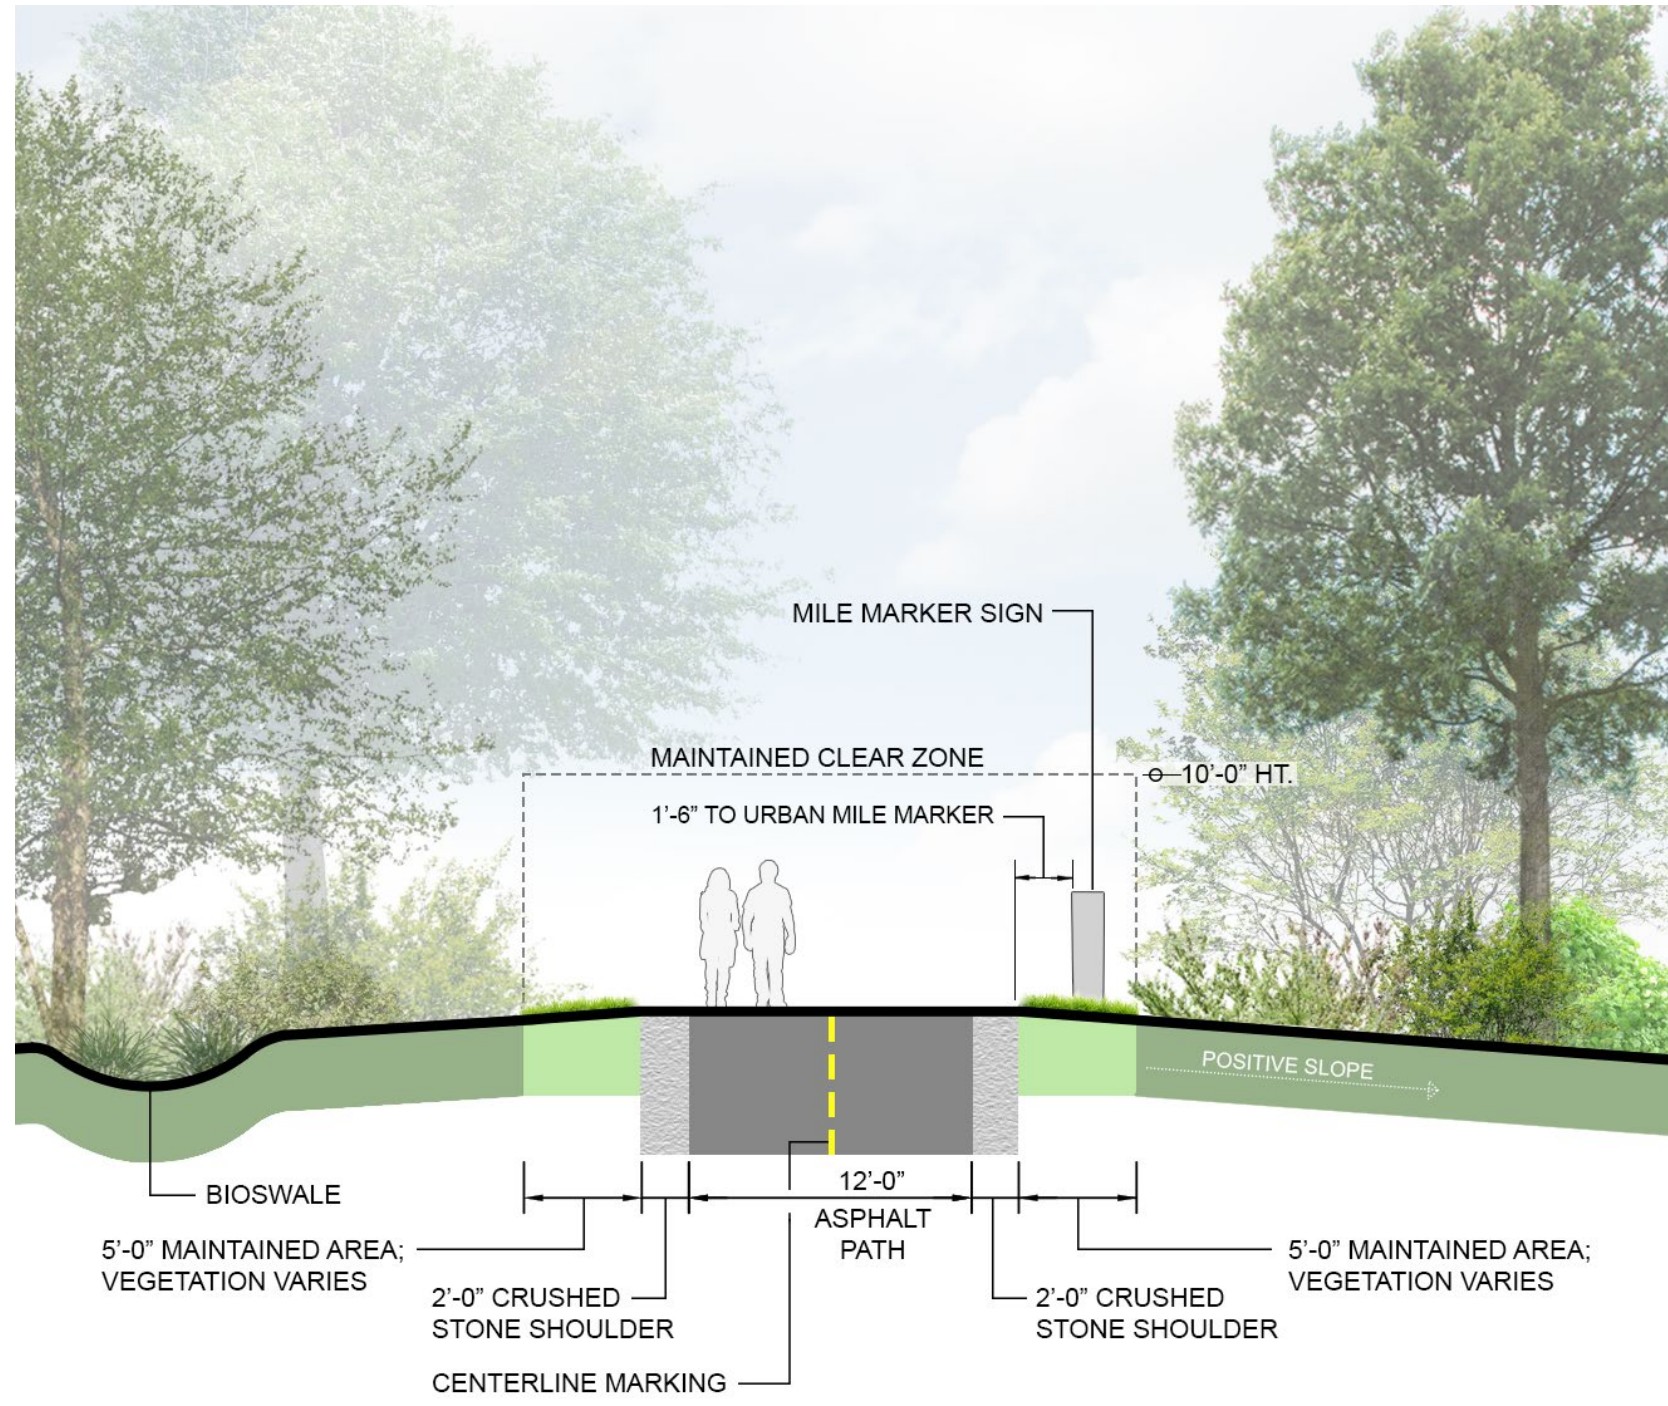 MILE MARKER SIGN
MAINTAINED CLEAR ZONE
10’-0” HT.
1’-6” TO URBAN MILE MARKER
POSITIVE SLOPE
BIOSWALE
12’-0”
ASPHALT
PATH
5’-0” MAINTAINED AREA;
VEGETATION VARIES
5’-0” MAINTAINED AREA;
VEGETATION VARIES
2’-0” CRUSHED
STONE SHOULDER
2’-0” CRUSHED
STONE SHOULDER
CENTERLINE MARKING